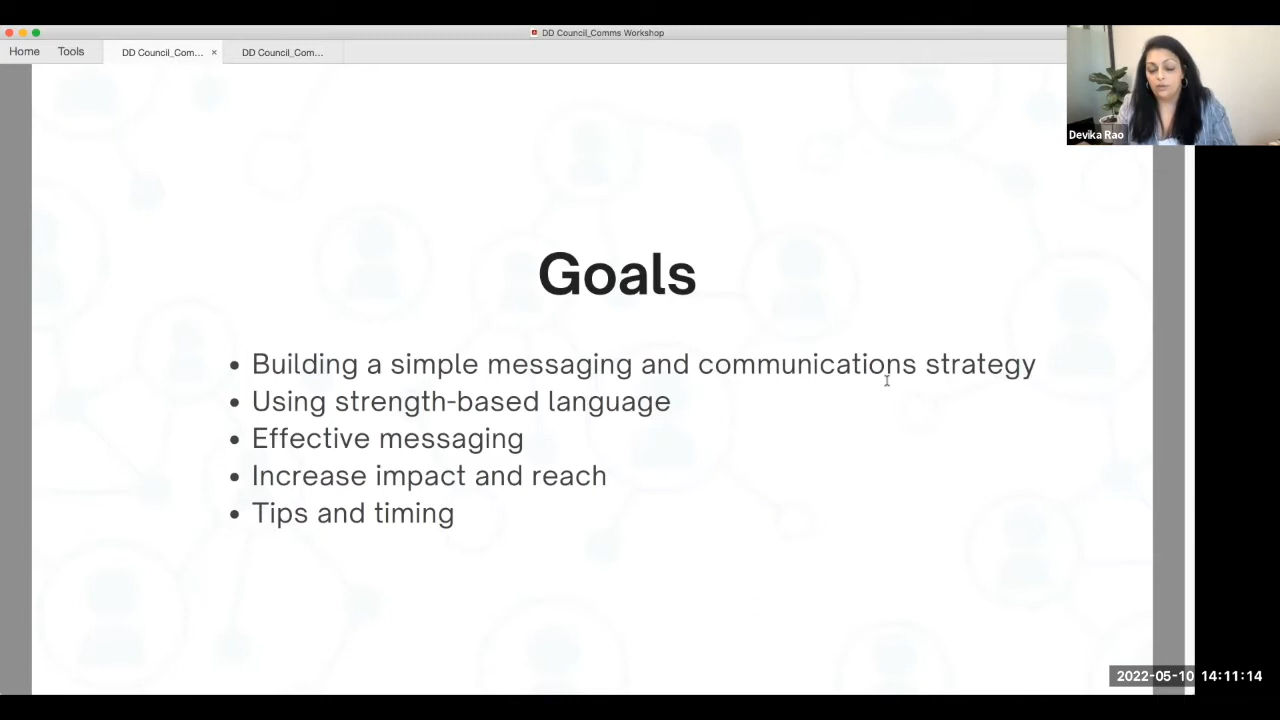 DD Council_Comms Workshop
Home Tools DD Council_Com... × DD Council_Com...
Devika Rao
Goals
• Building a simple messaging and communications strategy
• Using strength-based language
• Effective messaging
• Increase impact and reach
• Tips and timing
2022-05-10 14:11:14